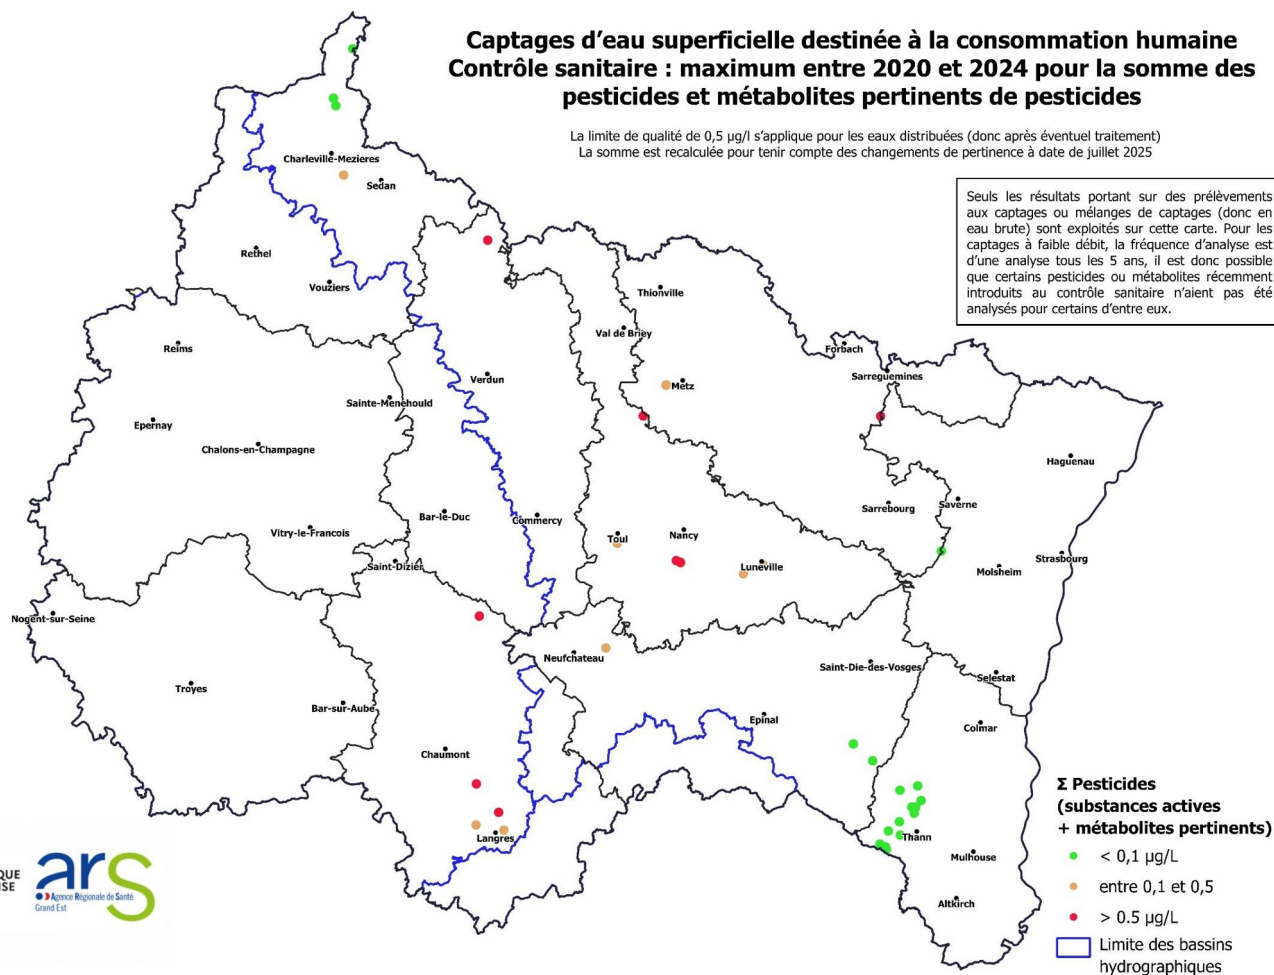 Captages d'eau superficielle destinée à la consommation humaine
Contrôle sanitaire : maximum entre 2020 et 2024 pour la somme des
pesticides et métabolites pertinents de pesticides
La limite de qualité de 0,5 µg/l s'applique pour les eaux distribuées (donc après éventuel traitement)
La somme est recalculée pour tenir compte des changements de pertinence à date de juillet 2025
Seuls les résultats portant sur des prélèvements
aux captages ou mélanges de captages (donc en
eau brute) sont exploités sur cette carte. Pour les
captages à faible débit, la fréquence d'analyse est
d'une analyse tous les 5 ans, il est donc possible
que certains pesticides ou métabolites récemment
introduits au contrôle sanitaire n'aient pas été
analysés pour certains d'entre eux.
Charleville-Mezieres
Sedan
Rethel
Vouziers
Thionville
Val de Briey
Reims
Forbach
Verdun
Metz
Sarreguemines
Sainte-Menehould
Epernay
Chalons-en-Champagne
Haguenau
Sarrebourg
Saverne
Bar-le-Duc
Commercy
Vitry-le-Francois
Toul
Nancy
Saint-Dizier
Luneville
Molsheim
Strasbourg
Nogent-sur-Seine
Neufchateau
Saint-Die-des-Vosges
Selestat
Troyes
Bar-sur-Aube
Epinal
Colmar
Chaumont
Langres
Thann
Mulhouse
Altkirch
Σ Pesticides
(substances actives
+ métabolites pertinents)
< 0,1 µg/L
entre 0,1 et 0,5
> 0.5 µg/L
Limite des bassins
hydrographiques
QUE
ISE
ars
Agence Régionale de Santé
Grand Est